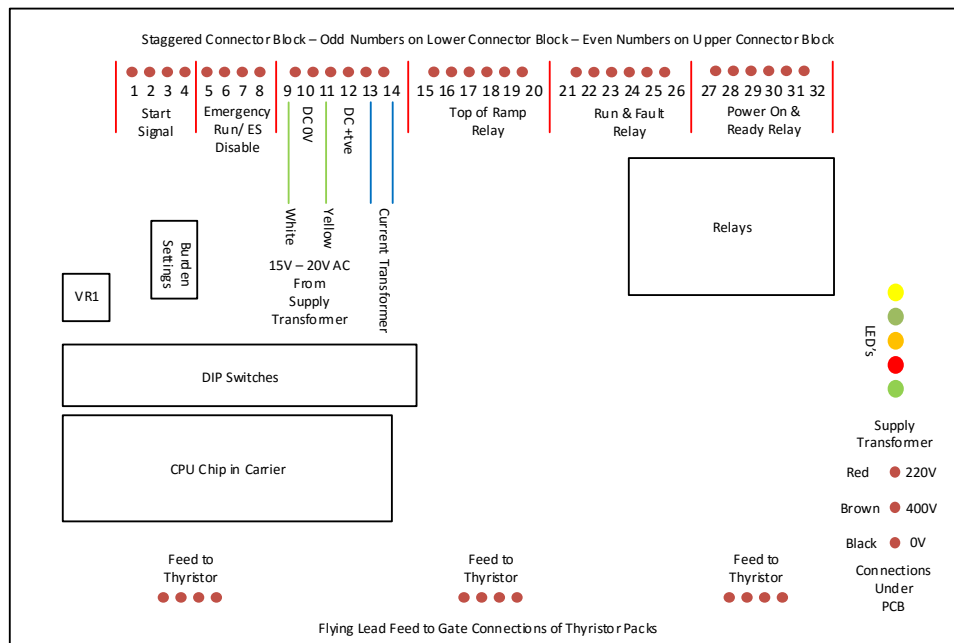 Staggered Connector Block – Odd Numbers on Lower Connector Block – Even Numbers on Upper Connector Block
1 2 3 4 5 6 7 8 9 10 11 12 13 14 15 16 17 18 19 20 21 22 23 24 25 26 27 28 29 30 31 32
Start
Signal
Emergency
Run/ ES
Disable
DC 0V
DC +tve
Top of Ramp
Relay
Run & Fault
Relay
Power On &
Ready Relay
White
Yellow
Current Transformer
15V – 20V AC
From
Supply
Transformer
Burden
Settings
VR1
Relays
LED's
DIP Switches
CPU Chip in Carrier
Supply
Transformer
Red 220V
Brown 400V
Black 0V
Connections
Under
PCB
Feed to
Thyristor
Feed to
Thyristor
Feed to
Thyristor
Flying Lead Feed to Gate Connections of Thyristor Packs